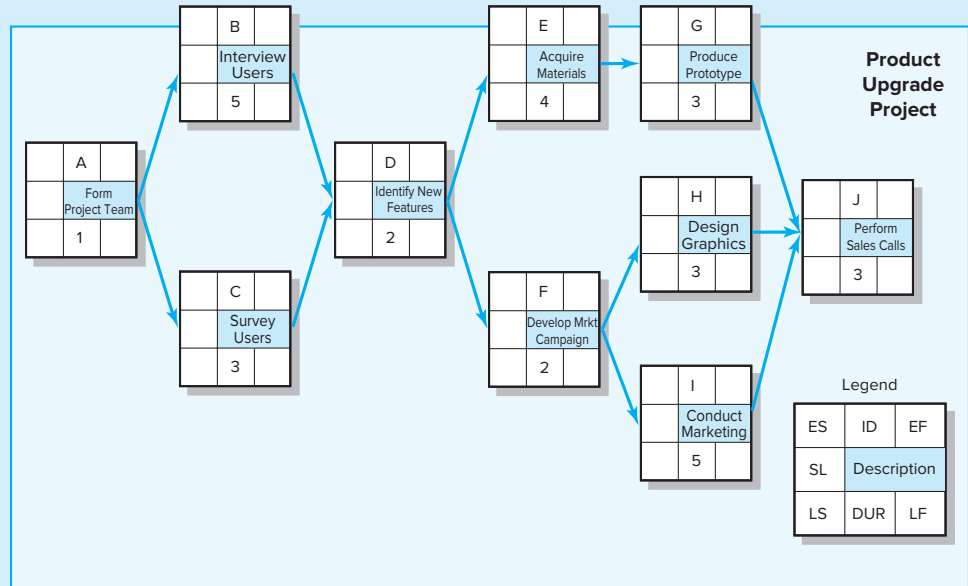 Product
Upgrade
Project
A
Form
Project Team
1
B
Interview
Users
5
C
Survey
Users
3
D
Identify New
Features
2
E
Acquire
Materials
4
F
Develop Mrkt
Campaign
2
G
Produce
Prototype
3
H
Design
Graphics
3
I
Conduct
Marketing
5
J
Perform
Sales Calls
3
Legend
ES ID EF
SL Description
LS DUR LF